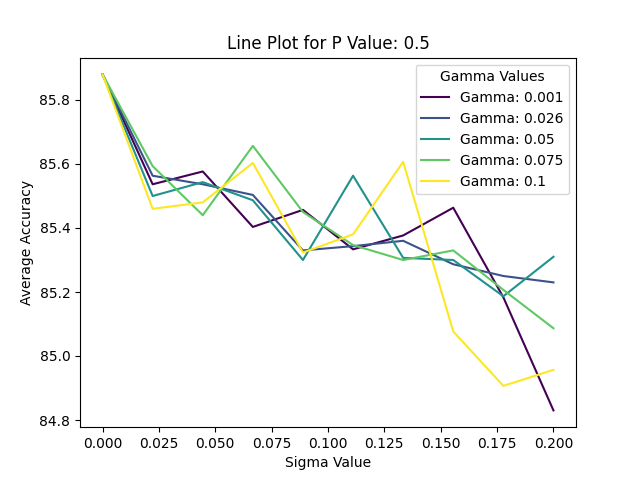 Line Plot for P Value: 0.5
Gamma Values
Gamma: 0.001
Gamma: 0.026
Gamma: 0.05
Gamma: 0.075
Gamma: 0.1
Average Accuracy
85.8
85.6
85.4
85.2
85.0
84.8
0.000 0.025 0.050 0.075 0.100 0.125 0.150 0.175 0.200
Sigma Value